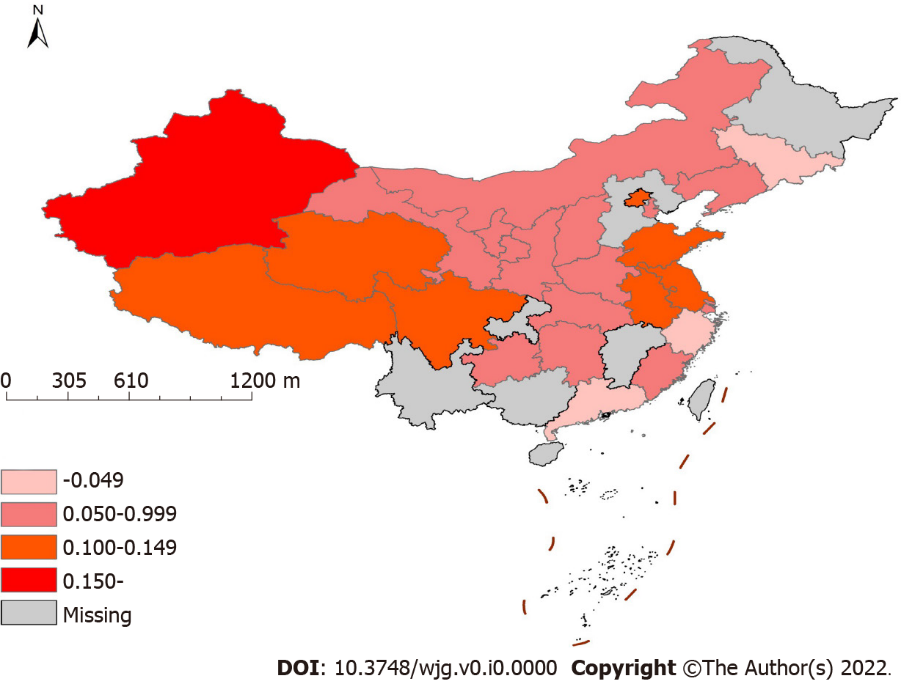 N
0 305 610 1200 m
-0.049
0.050-0.999
0.100-0.149
0.150-
Missing
DOI: 10.3748/wjg.v0.i0.0000 Copyright ©The Author(s) 2022.